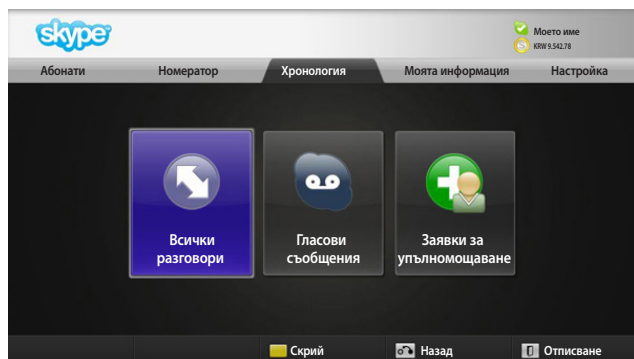 skype
Моето име
KRW 9.542.78
Абонати Номератор Хронология Моята информация Настройка
Всички
разговори
Гласови
съобщения
Заявки за
упълномощаване
Скрий Назад Отписване